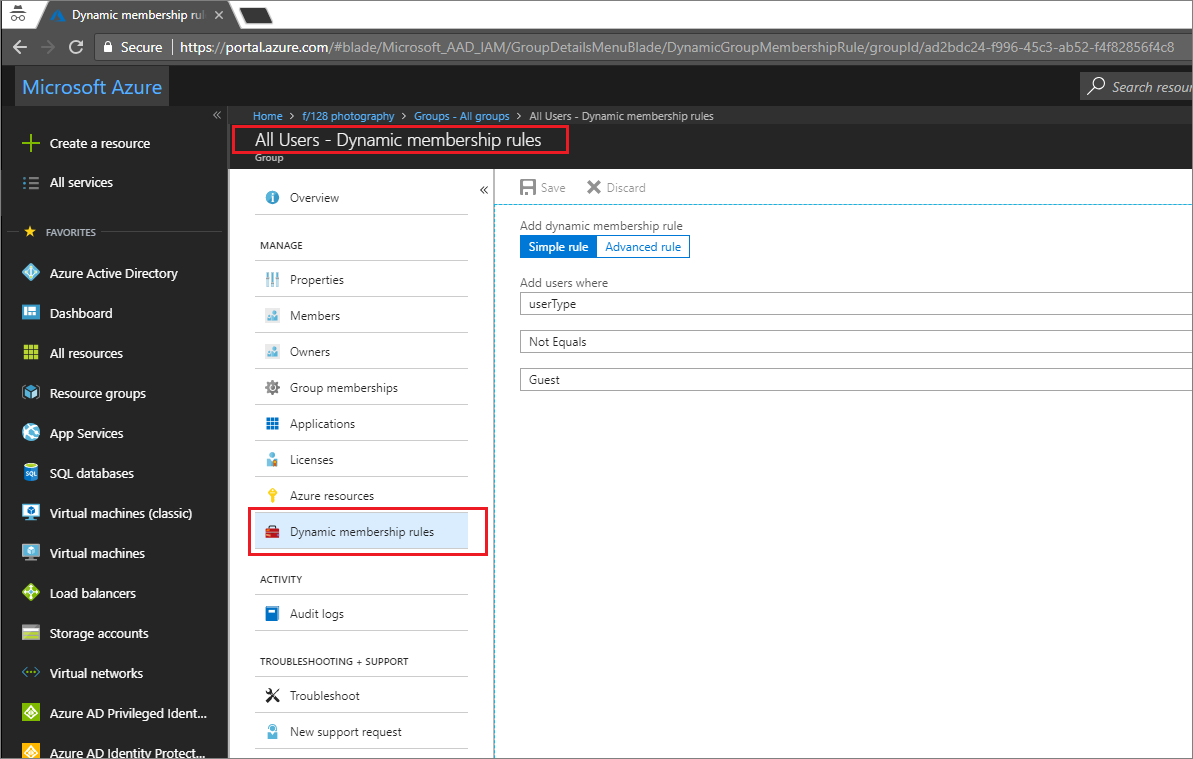 Dynamic membership rul
Secure
https://portal.azure.com/#blade/Microsoft_AAD_IAM/GroupDetailsMenuBlade/DynamicGroupMembershipRule/groupId/ad2bdc24-f996-45c3-ab52-f4f82856f4c8
Microsoft Azure
Search resour
«
Create a resource
All services
FAVORITES
Azure Active Directory
Dashboard
All resources
Resource groups
App Services
SQL databases
Virtual machines (classic)
Virtual machines
Load balancers
Storage accounts
Virtual networks
Azure AD Privileged Ident...
Azure AD Identity Protect...
Home > f/128 photography > Groups - All groups > All Users - Dynamic membership rules
All Users - Dynamic membership rules
Group
«
Overview
MANAGE
Properties
Members
Owners
Group memberships
Applications
Licenses
Azure resources
Dynamic membership rules
ACTIVITY
Audit logs
TROUBLESHOOTING + SUPPORT
Troubleshoot
New support request
Save Discard
Add dynamic membership rule
Simple rule Advanced rule
Add users where
userType
Not Equals
Guest